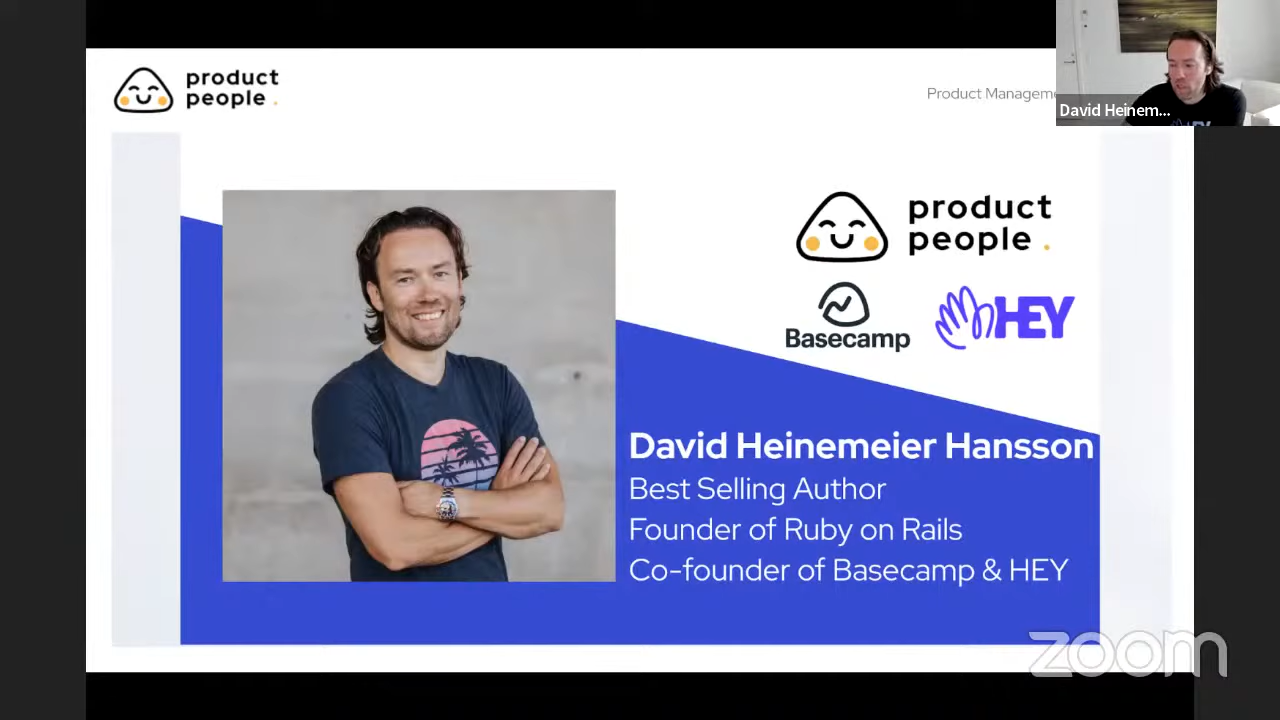 product
people .
Product Manageme
David Heinem...
product
people .
Basecamp
HEY
David Heinemeier Hansson
Best Selling Author
Founder of Ruby on Rails
Co-founder of Basecamp & HEY
zoom